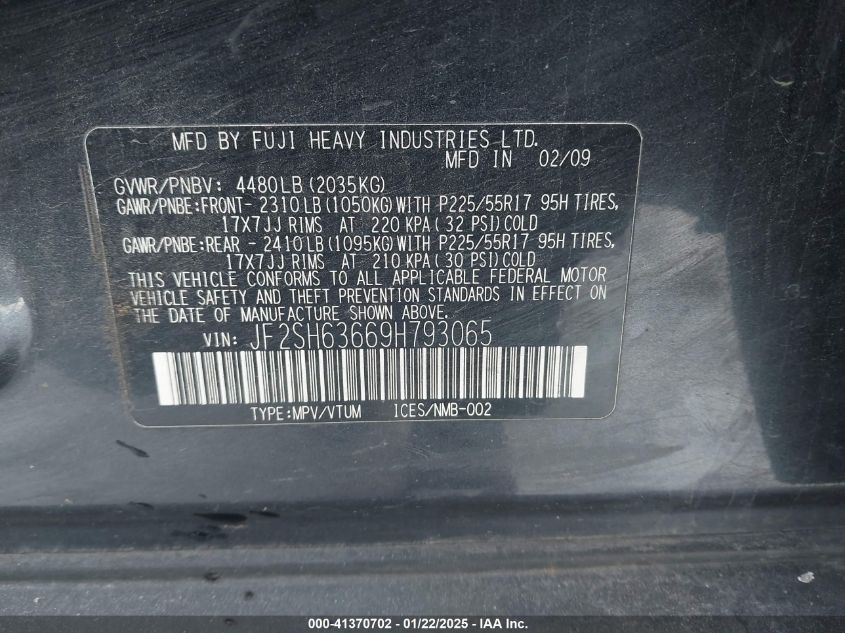 MFD BY FUJI HEAVY INDUSTRIES LTD.
MFD IN 02/09
GVWR/PNBV: 4480LB(2035KG)
GAWR/PNBE:FRONT- 2310LB(1050KG)WITH P225/55R17 95H TIRES,
17X7JJ RIMS AT 220 KPA(32 PSI)COLD
GAWR/PNBE:REAR - 2410LB(1095KG)WITH P225/55R17 95H TIRES,
17X7JJ RIMS AT 210 KPA(30 PSI)COLD
THIS VEHICLE CONFORMS TO ALL APPLICABLE FEDERAL MOTOR
VEHICLE SAFETY AND THEFT PREVENTION STANDARDS IN EFFECT ON
THE DATE OF MANUFACTURE SHOWN ABOVE.
VIN: JF2SH63669H793065
TYPE:MPV/VTUM ICES/NMB-002
000-41370702 - 01/22/2025 - IAA Inc.